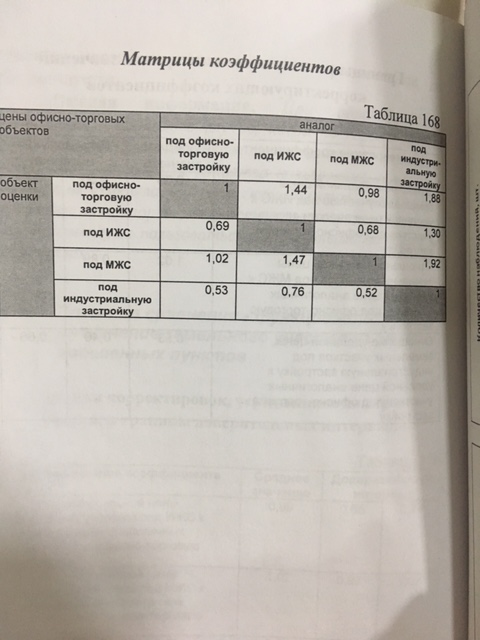 Матрицы коэффициентов
Таблица 168
цены офисно-торговых
объектов
аналог
под офисно-
торговую
застройку
под ИЖС
под МЖС
под
индустри-
альную
застройку
объект
оценки
под офисно-
торговую
застройку
1
1,44
0,98
1,88
под ИЖС
0,69
1
0,68
1,30
под МЖС
1,02
1,47
1
1,92
под
индустриальную
застройку
0,53
0,76
0,52
1